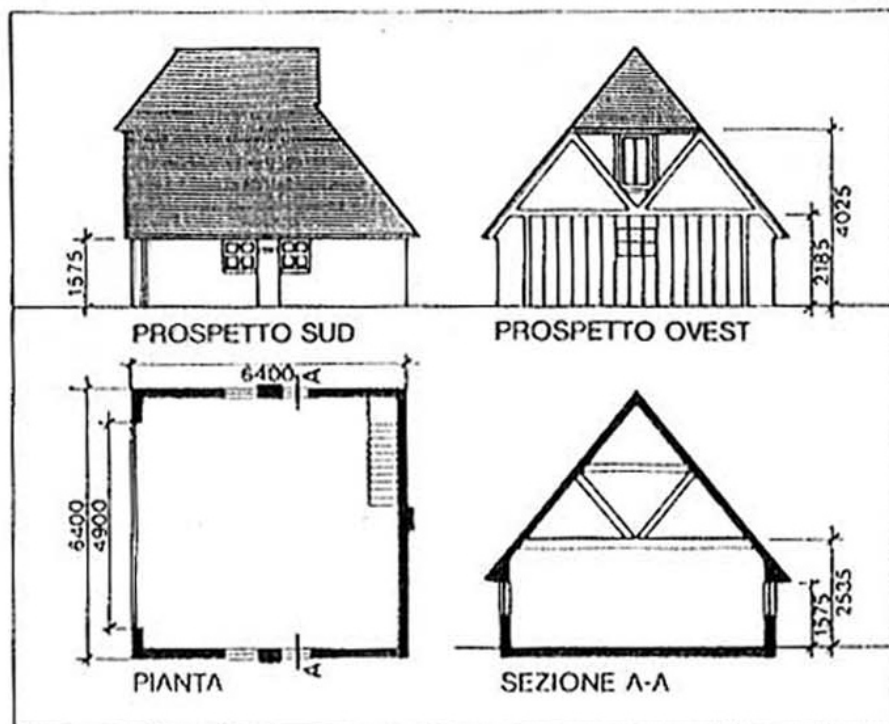 1575
4025
2185
PROSPETTO SUD
PROSPETTO OVEST
6400
A
6400
4900
1575
2535
A
PIANTA
SEZIONE A-A